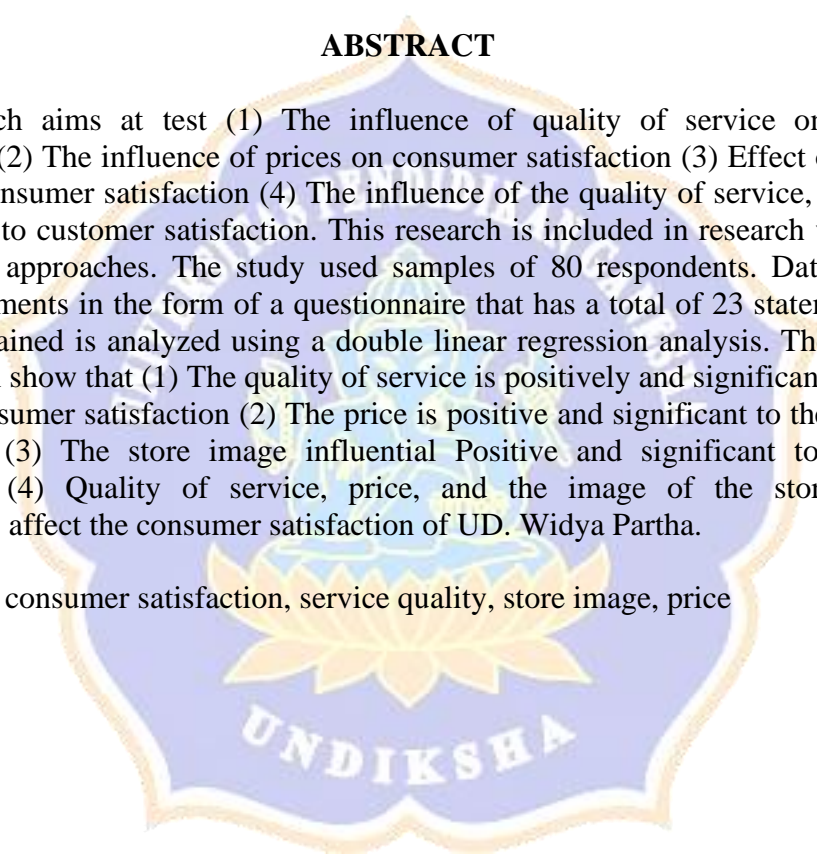 ABSTRACT
ch aims at test (1) The influence of quality of service or
(2) The influence of prices on consumer satisfaction (3) Effect
nsumer satisfaction (4) The influence of the quality of service,
to customer satisfaction. This research is included in research
approaches. The study used samples of 80 respondents. Dat
ments in the form of a questionnaire that has a total of 23 stater
ained is analyzed using a double linear regression analysis. The
show that (1) The quality of service is positively and significan
sumer satisfaction (2) The price is positive and significant to the
(3) The store image influential Positive and significant to
(4) Quality of service, price, and the image of the stor
affect the consumer satisfaction of UD. Widya Partha.
consumer satisfaction, service quality, store image, price
UNDIKSHA